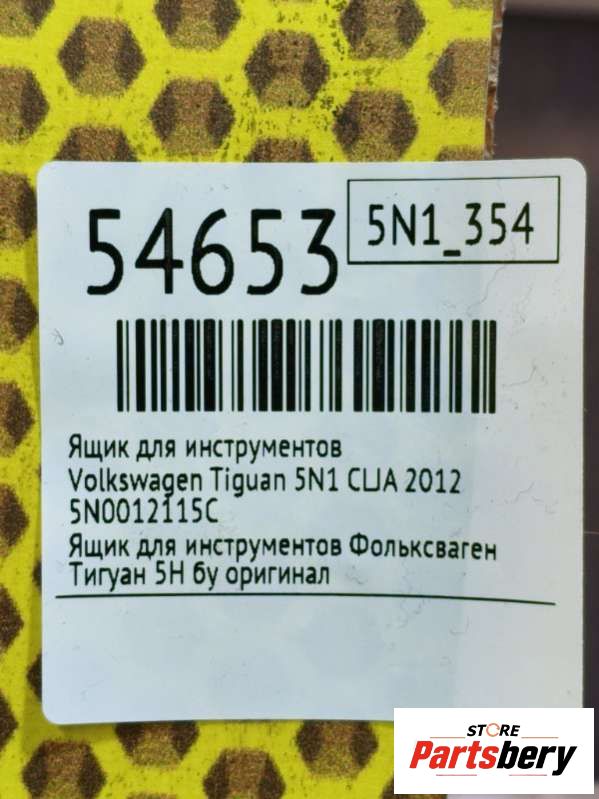 54653
5N1_354
Ящик для инструментов
Volkswagen Tiguan 5N1 CLJA 2012
5N0012115C
Ящик для инструментов Фольксваген
Тигуан 5Н бу оригинал
STORE
Partsbery